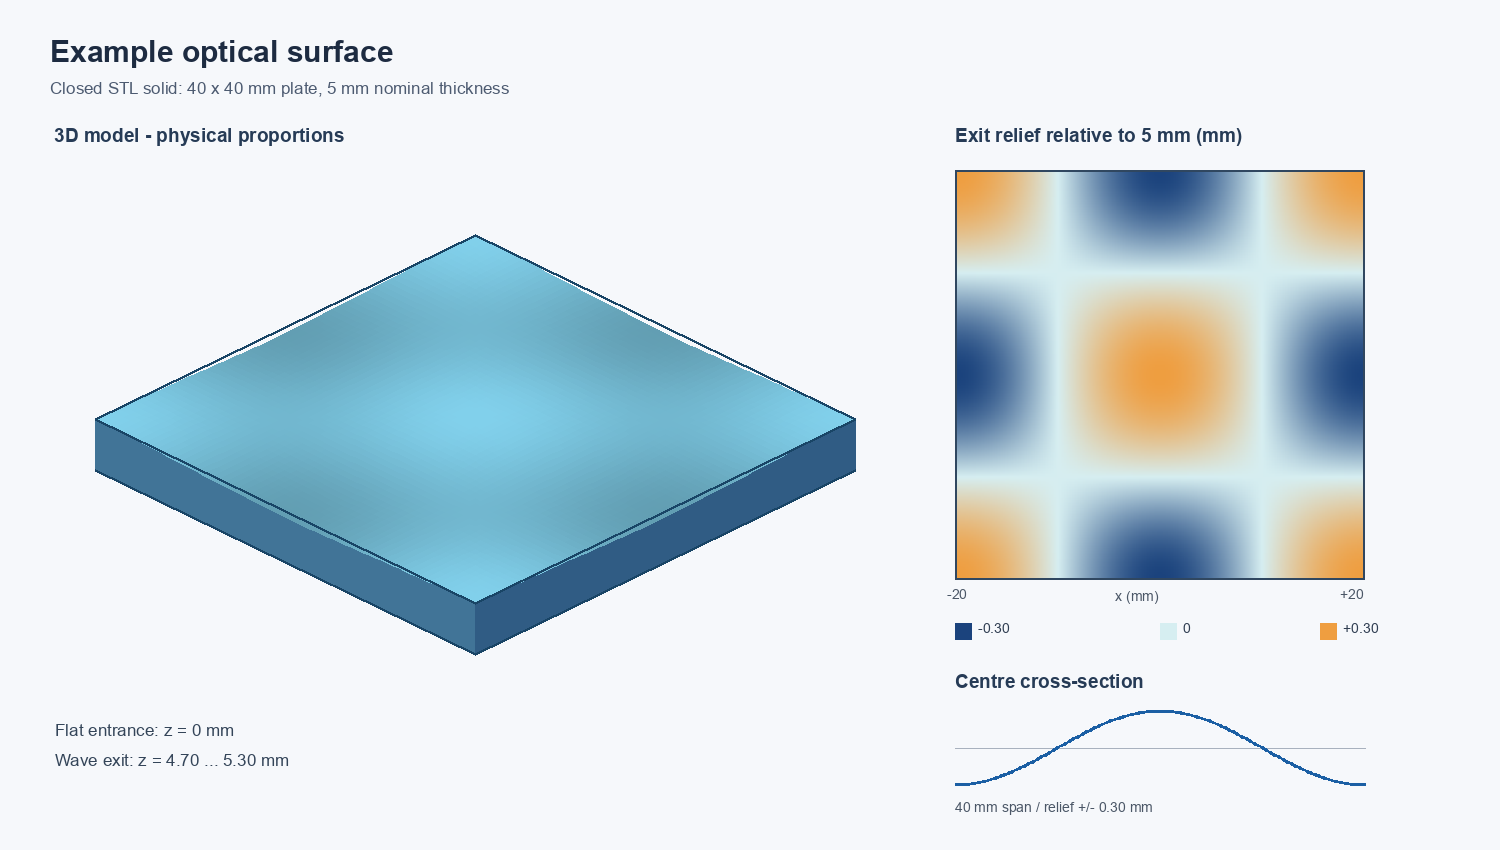 Example optical surface
Closed STL solid: 40 x 40 mm plate, 5 mm nominal thickness
3D model - physical proportions
Exit relief relative to 5 mm (mm)
-20
x (mm)
+20
-0.30
0
+0.30
Centre cross-section
Flat entrance: z = 0 mm
Wave exit: z = 4.70 ... 5.30 mm
40 mm span / relief +/- 0.30 mm